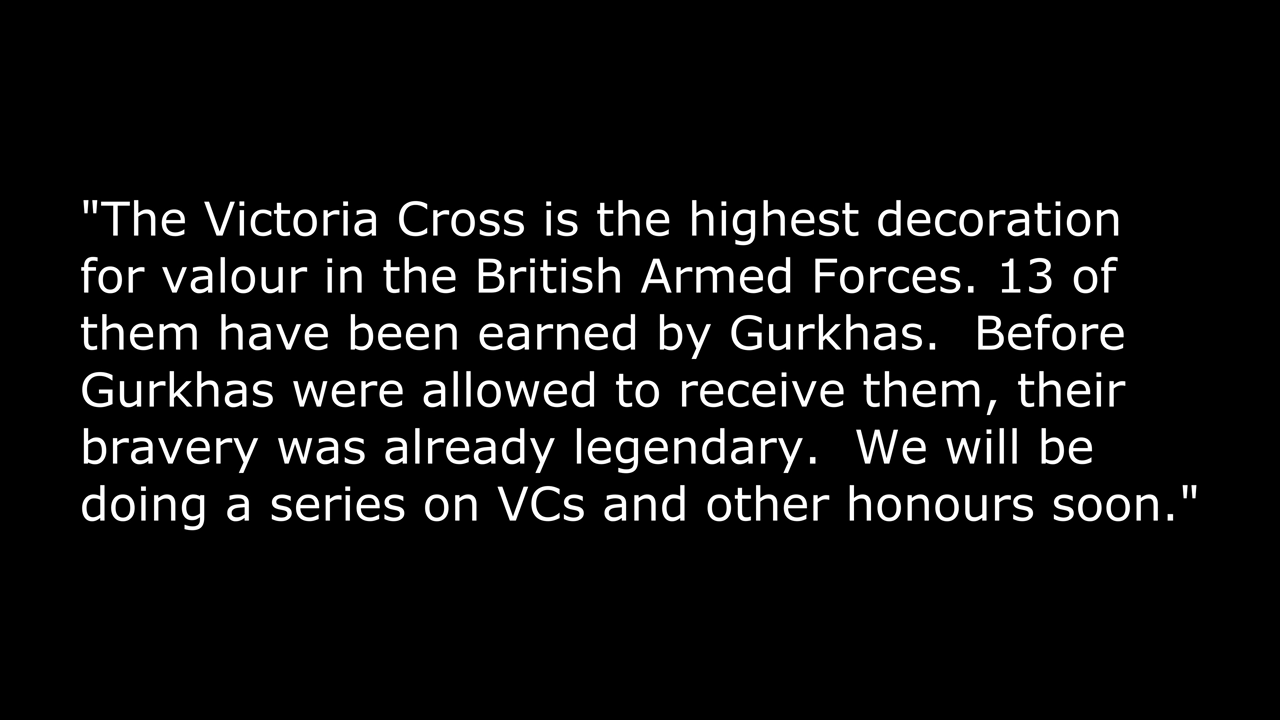 "The Victoria Cross is the highest decoration
for valour in the British Armed Forces. 13 of
them have been earned by Gurkhas.  Before
Gurkhas were allowed to receive them, their
bravery was already legendary.  We will be
doing a series on VCs and other honours soon."